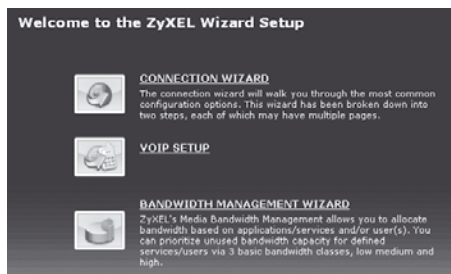 Welcome to the ZyXEL Wizard Setup
CONNECTION WIZARD
The connection wizard will walk you through the most common
configuration options. This wizard has been broken down into
two steps, each of which may have multiple pages.
VOIP SETUP
BANDWIDTH MANAGEMENT WIZARD
ZyXEL's Media Bandwidth Management allows you to allocate
bandwidth based on applications/services and/or user(s). You
can prioritize unused bandwidth capacity for defined
services/users via 3 basic bandwidth classes, low medium and
high.